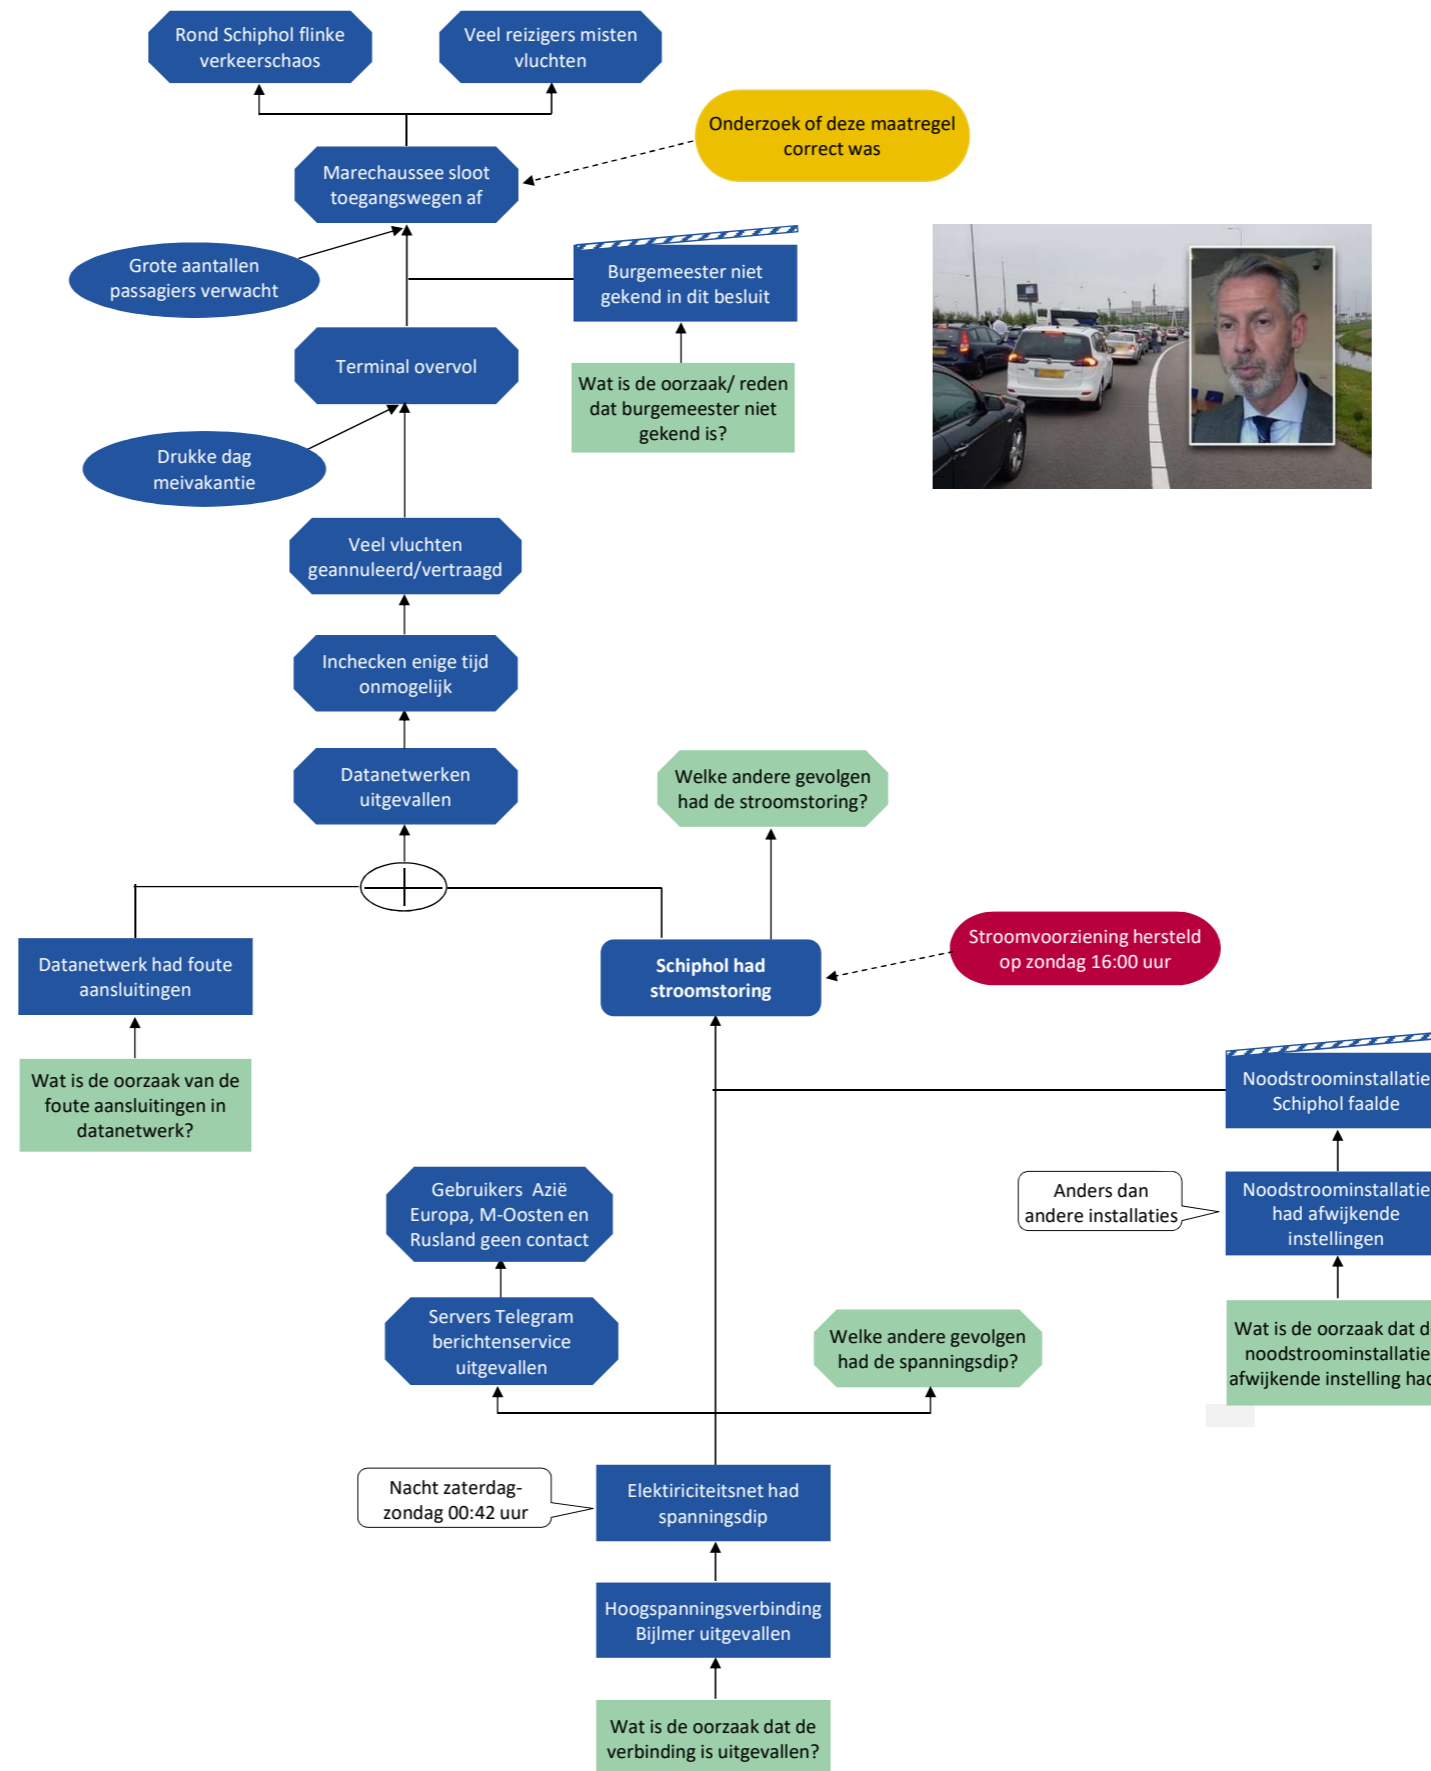 Rond Schiphol flinke
verkeerschaos
Veel reizigers misten
vluchten
Onderzoek of deze maatregel
correct was
Marechaussee sloot
toegangswegen af
Grote aantallen
passagiers verwacht
Burgemeester niet
gekend in dit besluit
Terminal overvol
Wat is de oorzaak/ reden
dat burgemeester niet
gekend is?
Drukke dag
meivakantie
Veel vluchten
geannuleerd/vertraagd
Inchecken enige tijd
onmogelijk
Datanetwerken
uitgevallen
Welke andere gevolgen
had de stroomstoring?
Datanetwerk had foute
aansluitingen
Schiphol had
stroomstoring
Stroomvoorziening hersteld
op zondag 16:00 uur
Wat is de oorzaak van de
foute aansluitingen in
datanetwerk?
Noodstroominstallatie
Schiphol faalde
Gebruikers Azië
Europa, M-Oosten en
Rusland geen contact
Anders dan
andere installaties
Noodstroominstallatie
had afwijkende
instellingen
Servers Telegram
berichtenservice
uitgevallen
Welke andere gevolgen
had de spanningsdip?
Wat is de oorzaak dat
noodstroominstallatie
afwijkende instelling
Nacht zaterdag-
zondag 00:42 uur
Elektiriciteitsnet had
spanningsdip
Hoogspanningsverbinding
Bijlmer uitgevallen
Wat is de oorzaak dat de
verbinding is uitgevallen?